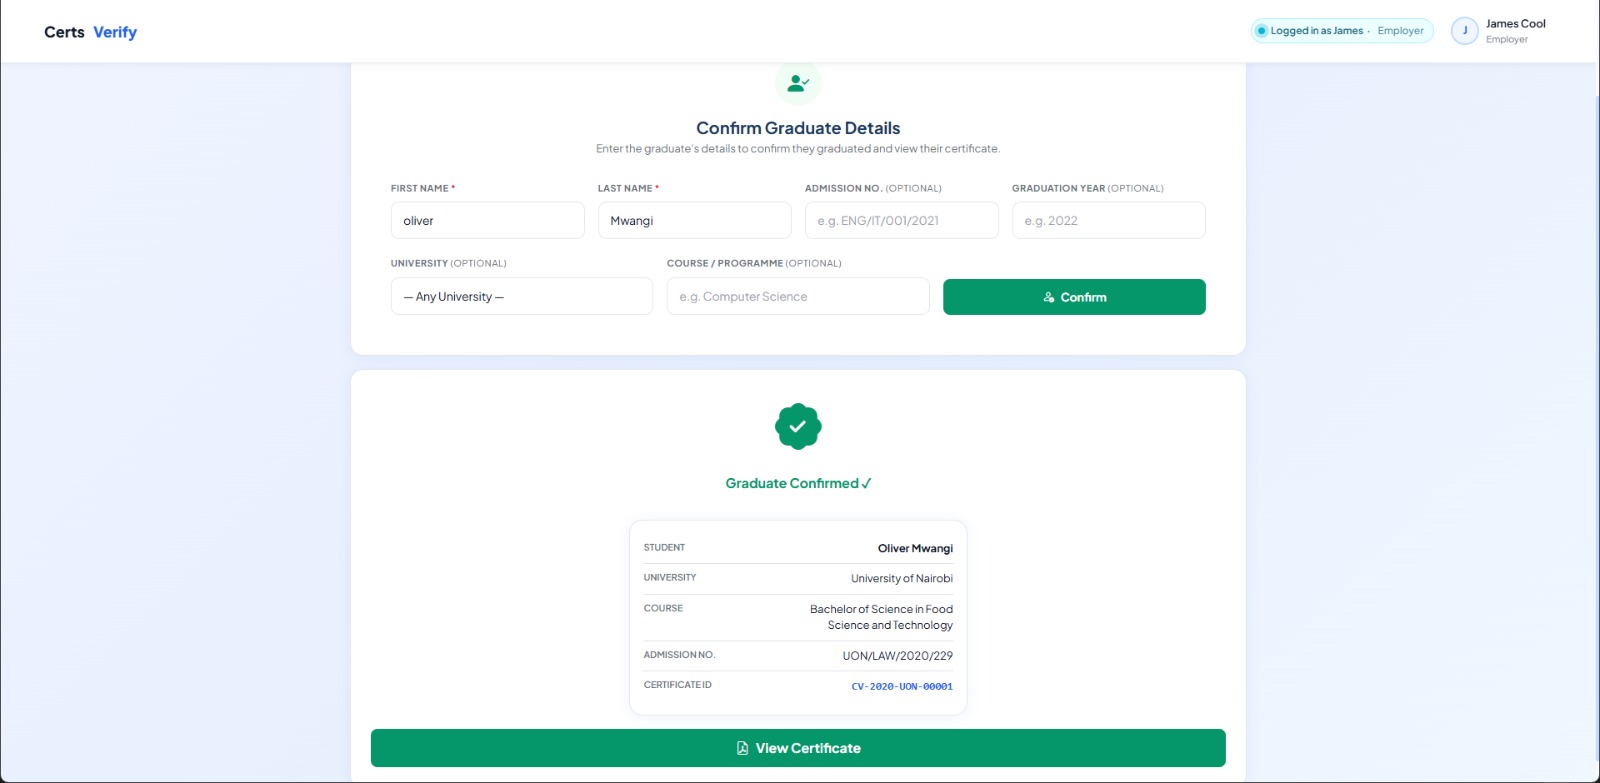 Certs Verify
Logged in as James · Employer
J
James Cool
Employer
Confirm Graduate Details
Enter the graduate's details to confirm they graduated and view their certificate.
FIRST NAME *
LAST NAME *
ADMISSION NO. (OPTIONAL)
GRADUATION YEAR (OPTIONAL)
oliver
Mwangi
e.g. ENG/IT/001/2021
e.g. 2022
UNIVERSITY (OPTIONAL)
COURSE / PROGRAMME (OPTIONAL)
— Any University —
e.g. Computer Science
Confirm
Graduate Confirmed ✓
STUDENT
Oliver Mwangi
UNIVERSITY
University of Nairobi
COURSE
Bachelor of Science in Food
Science and Technology
ADMISSION NO.
UON/LAW/2020/229
CERTIFICATE ID
CV-2020-UON-00001
View Certificate